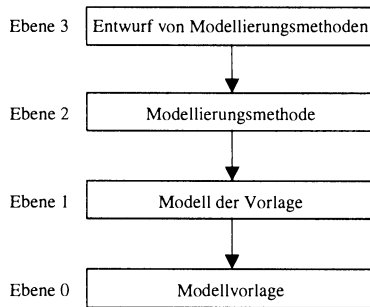 Ebene 3 Entwurf von Modellierungsmethoden
Ebene 2 Modellierungsmethode
Ebene 1 Modell der Vorlage
Ebene 0 Modellvorlage